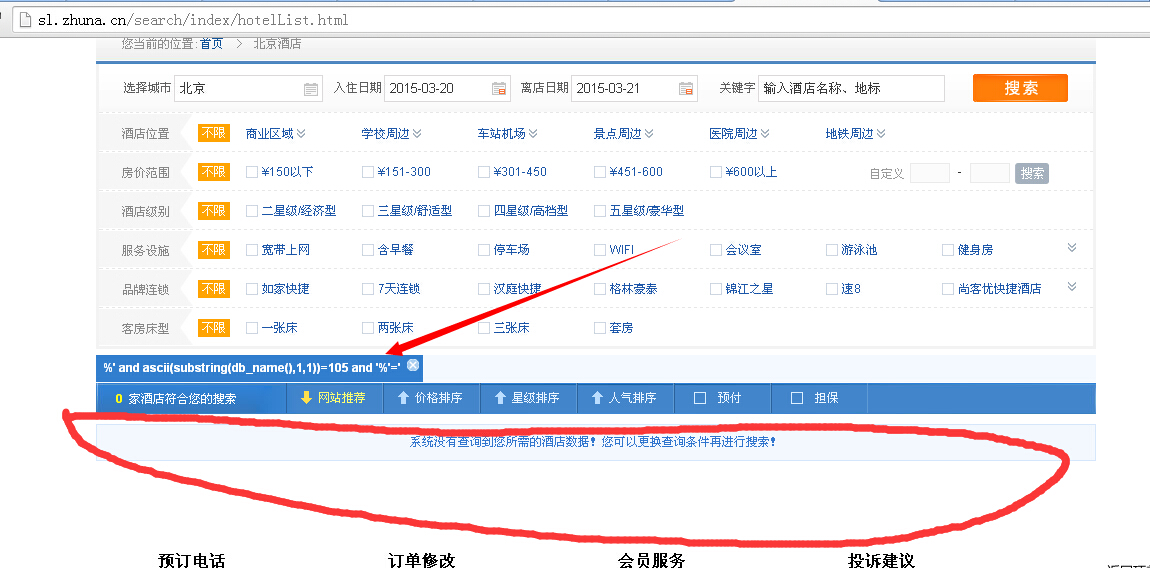 sl.zhuna.cn/search/index/hotelList.html
您当前的位置:首页 > 北京酒店
选择城市 北京 入住日期 2015-03-20 离店日期 2015-03-21 关键字 输入酒店名称、地标 搜索
酒店位置 不限 商业区域 学校周边 车站机场 景点周边 医院周边 地铁周边
房价范围 不限 ¥150以下 ¥151-300 ¥301-450 ¥451-600 ¥600以上 自定义 - 搜索
酒店级别 不限 二星级/经济型 三星级/舒适型 四星级/高档型 五星级/豪华型
服务设施 不限 宽带上网 含早餐 停车场 WIFI 会议室 游泳池 健身房
品牌连锁 不限 如家快捷 7天连锁 汉庭快捷 格林豪泰 锦江之星 速8 尚客优快捷酒店
客房床型 不限 一张床 两张床 三张床 套房
%' and ascii(substring(db_name(),1,1))=105 and '%'='
0 家酒店符合您的搜索 网站推荐 价格排序 星级排序 人气排序 预付 担保
系统没有查询到您所需的酒店数据！您可以更换查询条件再进行搜索！
预订电话 订单修改 会员服务 投诉建议